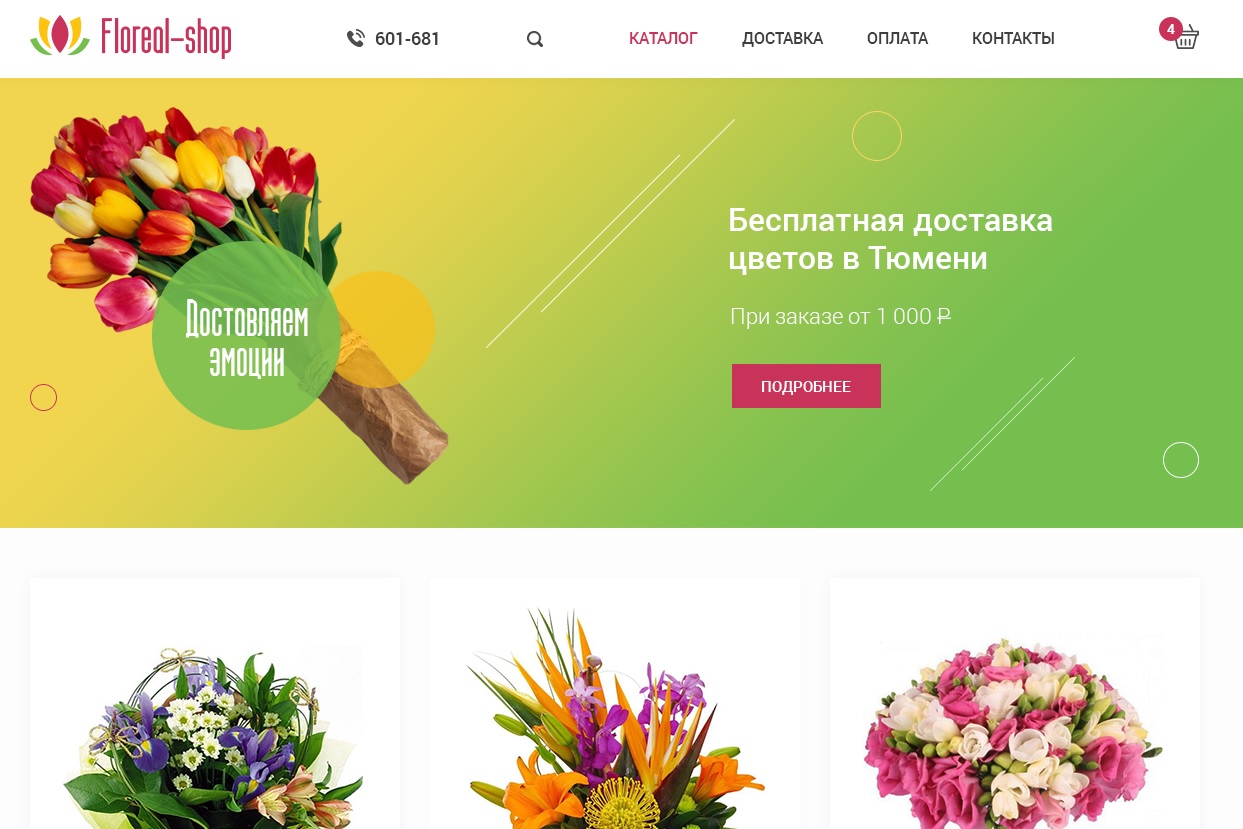 Floreal-shop
601-681
КАТАЛОГ
ДОСТАВКА
ОПЛАТА
КОНТАКТЫ
4
Достовляем
эмоции
Бесплатная доставка
цветов в Тюмени
При заказе от 1 000 ₽
ПОДРОБНЕЕ